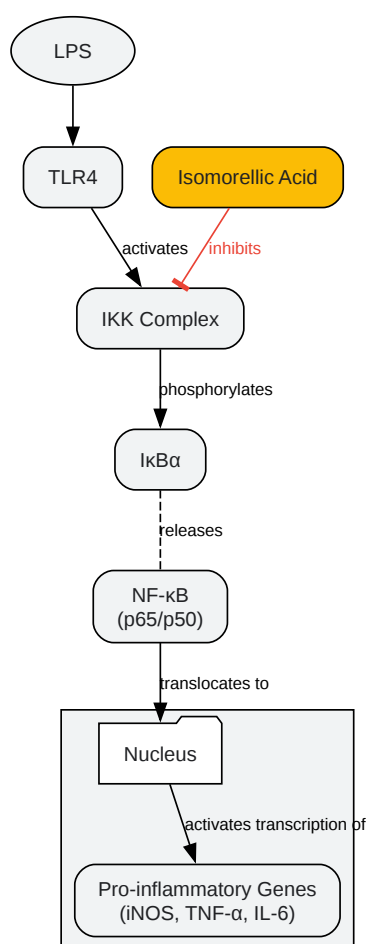 LPS
TLR4
Isomorellic Acid
activates
inhibits
IKK Complex
phosphorylates
IκBα
releases
NF-κB
(p65/p50)
translocates to
Nucleus
activates transcription of
Pro-inflammatory Genes
(iNOS, TNF-α, IL-6)